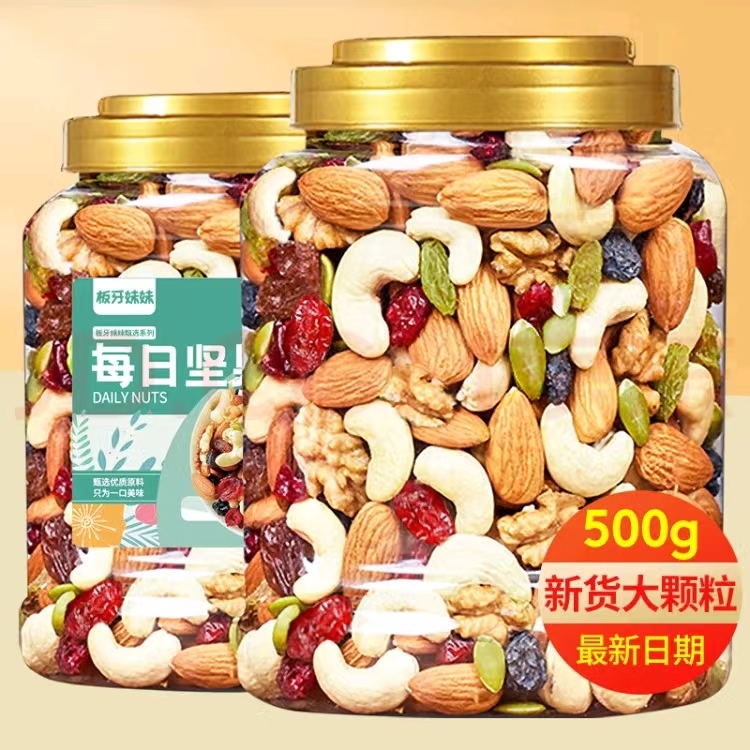 板牙妹妹
板牙妹妹甄选系列
每日坚果
DAILY NUTS
甄选优质原料
只为一口美味
500g
新货大颗粒
最新日期